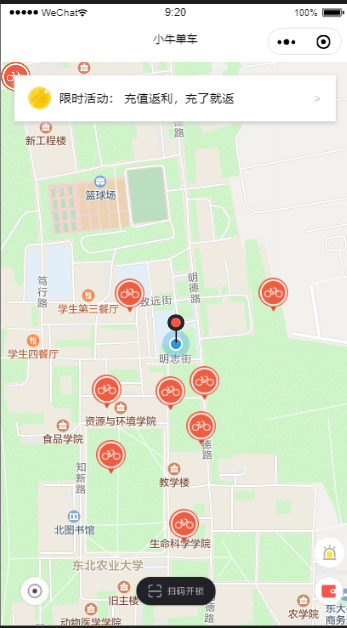 WeChat
9:20
100%
小牛单车
限时活动： 充值返利，充了就返 >
德路
新工程楼
篮球场
笃行路
明德路
致远街
学生第三餐厅
明志街
学生四餐厅
资源与环境学院
食品学院
德路
知新路
教学楼
北图书馆
生命科学学院
东北农业大学
旧主楼
扫码开锁
德路
动物医学学院
农学院
东大
商务